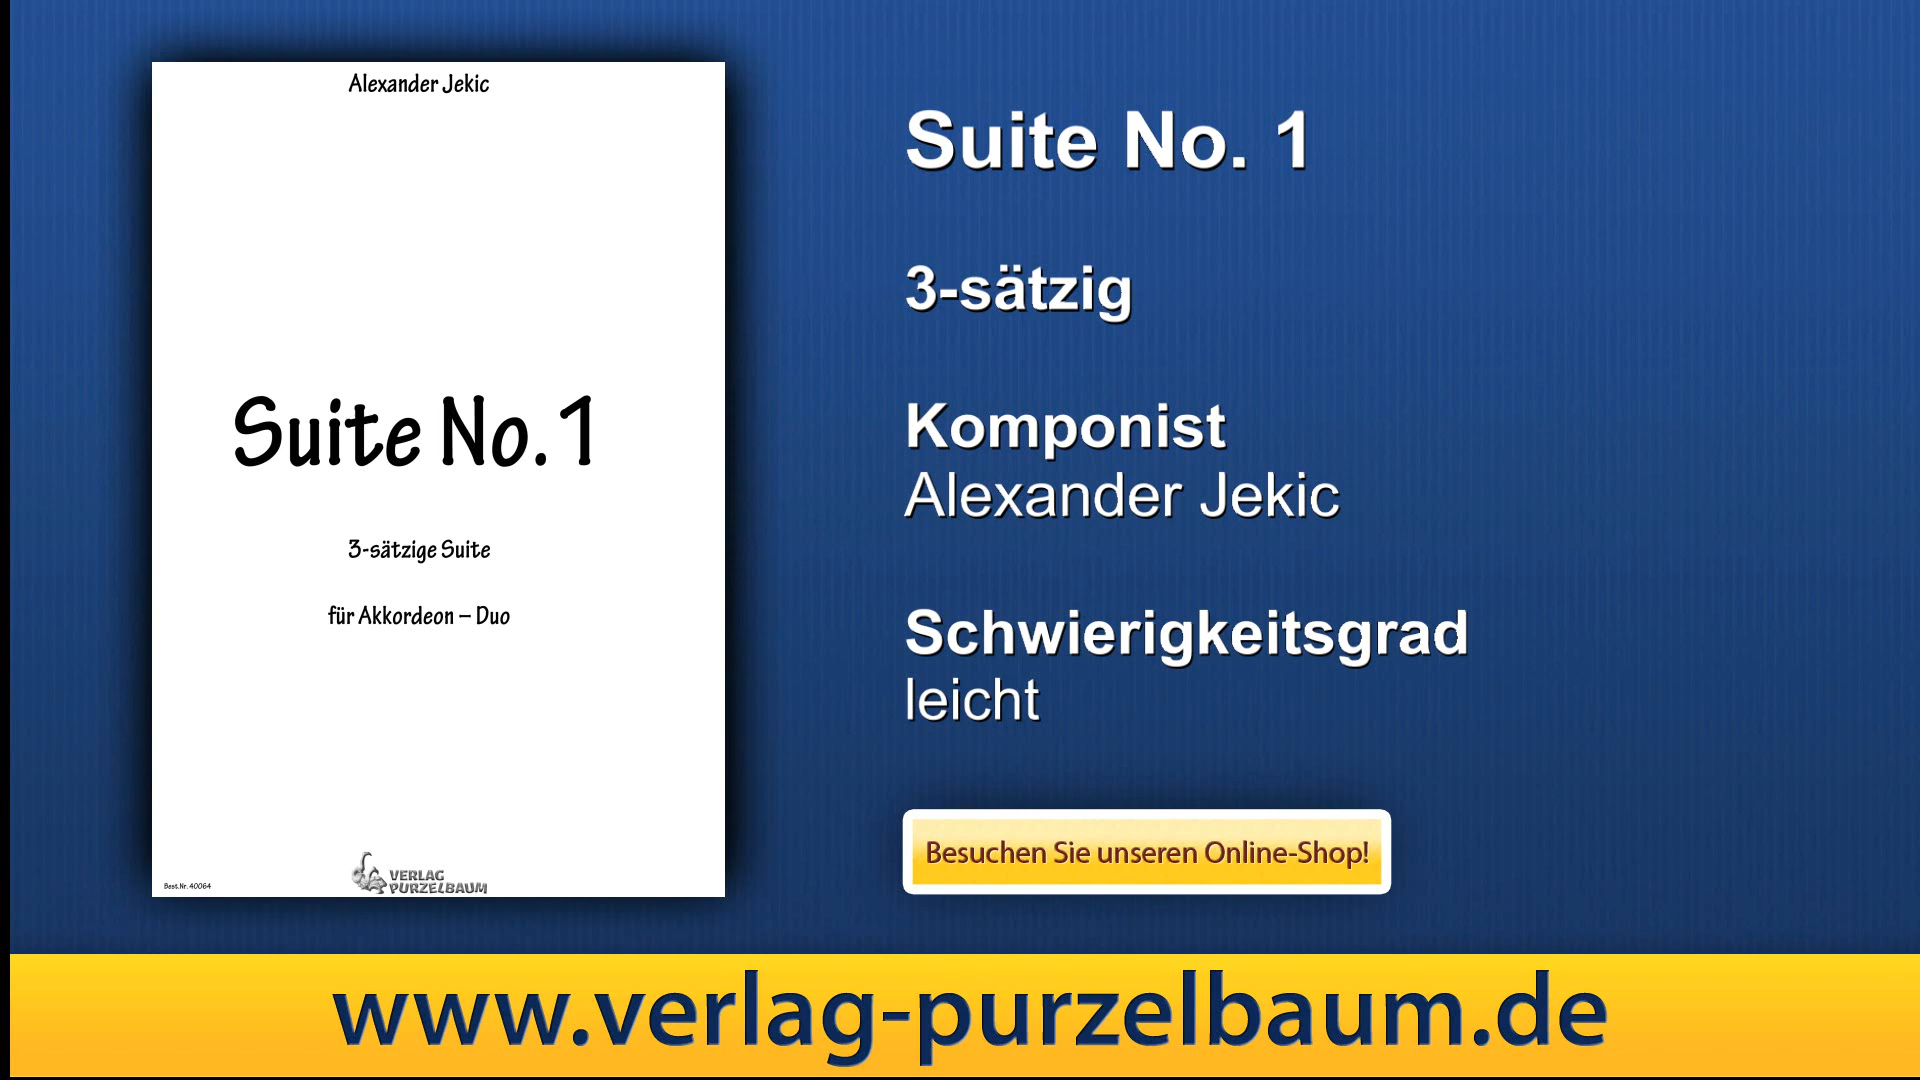 Alexander Jekic
Suite No. 1
3-sätzige Suite
für Akkordeon – Duo
Best.Nr. 40064
VERLAG
PURZELBAUM
Suite No. 1
3-sätzig
Komponist
Alexander Jekic
Schwierigkeitsgrad
leicht
Besuchen Sie unseren Online-Shop!
www.verlag-purzelbaum.de